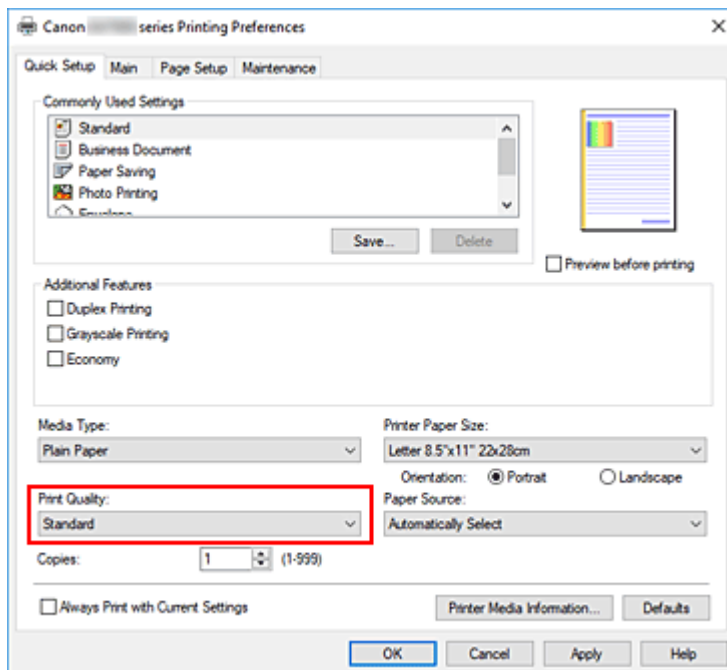 Canon series Printing Preferences
Quick Setup Main Page Setup Maintenance
Commonly Used Settings
Standard
Business Document
Paper Saving
Photo Printing
Envelope
Save... Delete
Preview before printing
Additional Features
Duplex Printing
Grayscale Printing
Economy
Media Type: Printer Paper Size:
Plain Paper Letter 8.5"x11" 22x28cm
Orientation: Portrait Landscape
Print Quality: Paper Source:
Standard Automatically Select
Copies: 1 (1-999)
Always Print with Current Settings Printer Media Information... Defaults
OK Cancel Apply Help